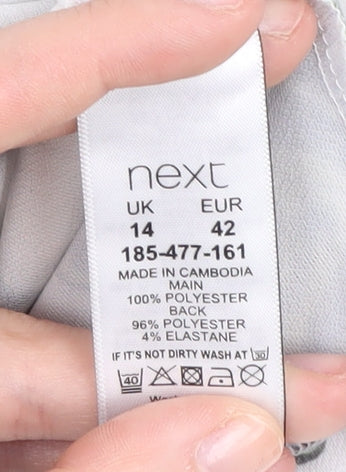 next
UK EUR
14 42
185-477-161
MADE IN CAMBODIA
MAIN
100% POLYESTER
BACK
96% POLYESTER
4% ELASTANE
IF IT'S NOT DIRTY WASH AT 30
40